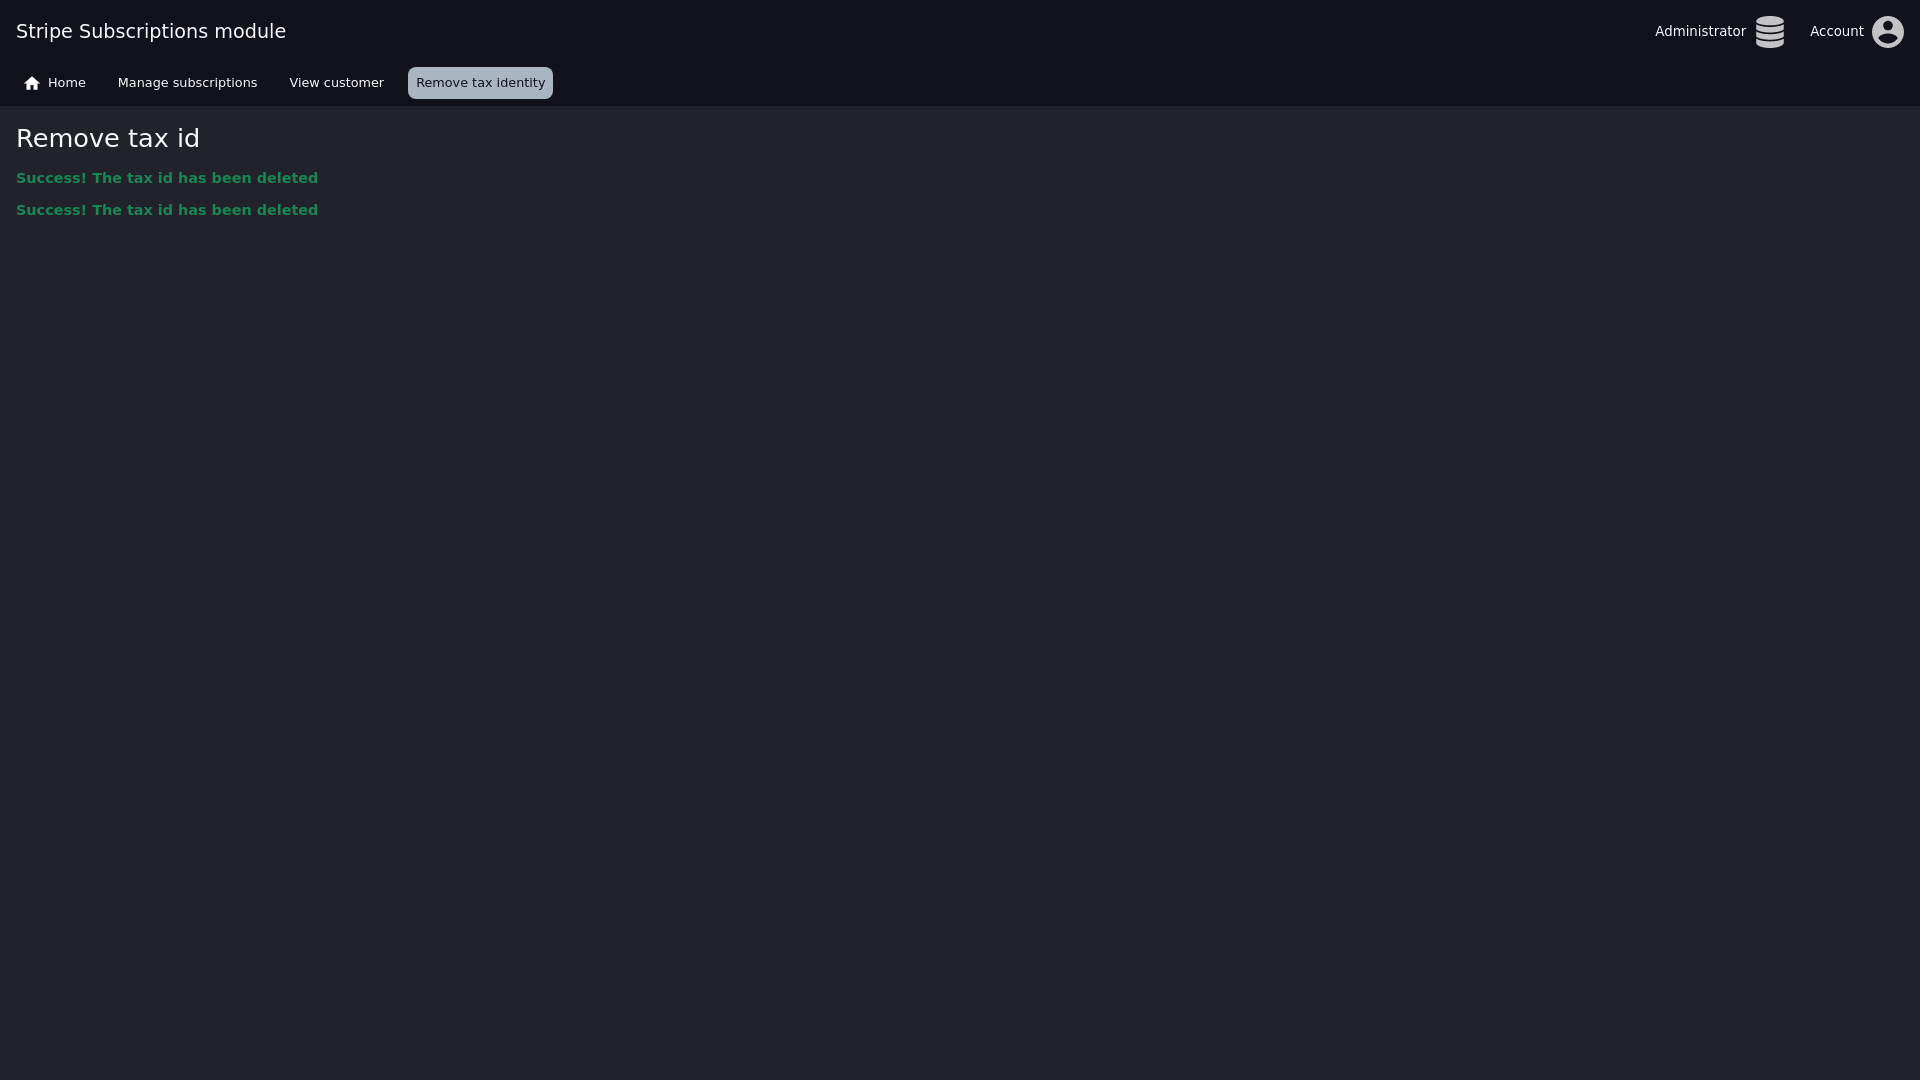 Stripe Subscriptions module
Administrator
Account
Home
Manage subscriptions
View customer
Remove tax identity
Remove tax id
Success! The tax id has been deleted
Success! The tax id has been deleted